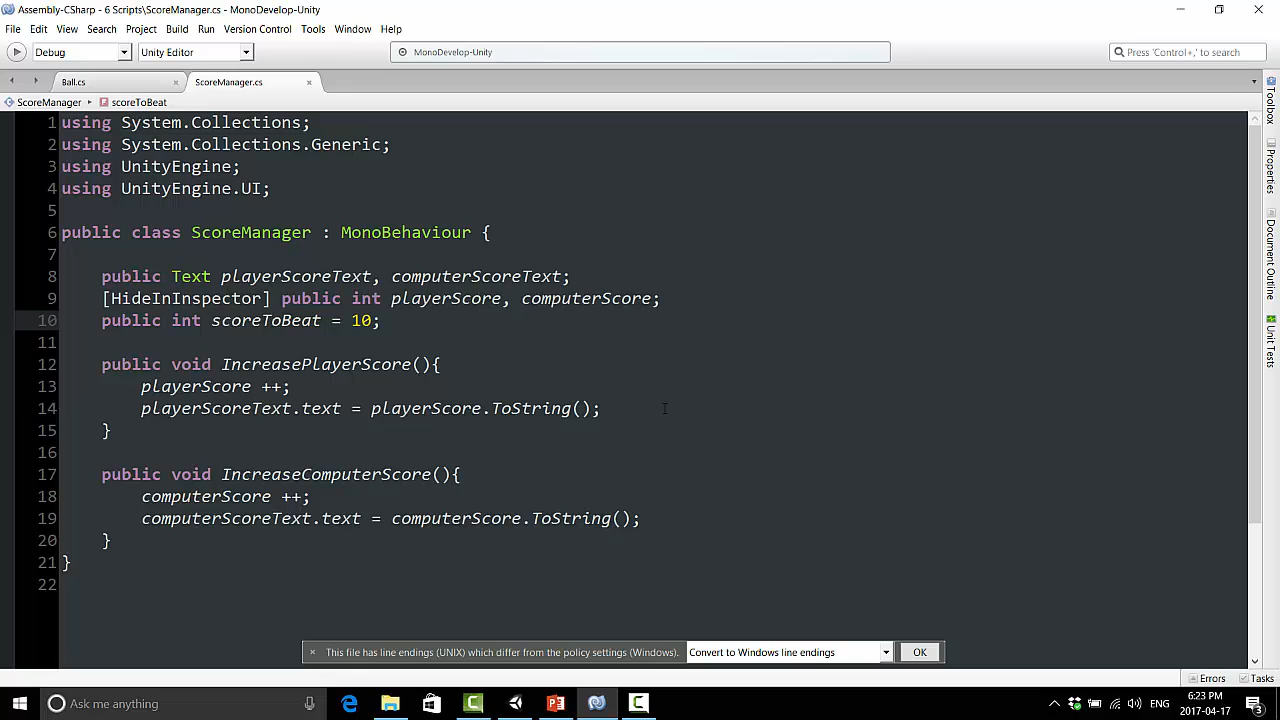 Assembly-CSharp - 6 Scripts\ScoreManager.cs - MonoDevelop-Unity
File Edit View Search Project Build Run Version Control Tools Window Help
Debug Unity Editor MonoDevelop-Unity Press 'Control+,' to search
Ball.cs ScoreManager.cs
ScoreManager scoreToBeat
1 using System.Collections;
2 using System.Collections.Generic;
3 using UnityEngine;
4 using UnityEngine.UI;
5
6 public class ScoreManager : MonoBehaviour {
7
8 public Text playerScoreText, computerScoreText;
9 [HideInInspector] public int playerScore, computerScore;
10 public int scoreToBeat = 10;
11
12 public void IncreasePlayerScore(){
13 playerScore ++;
14 playerScoreText.text = playerScore.ToString();
15 }
16
17 public void IncreaseComputerScore(){
18 computerScore ++;
19 computerScoreText.text = computerScore.ToString();
20 }
21 }
22
Toolbox
Properties
Document Outline
Unit Tests
This file has line endings (UNIX) which differ from the policy settings (Windows). Convert to Windows line endings OK
Errors Tasks
Ask me anything
ENG
6:23 PM
2017-04-17
3